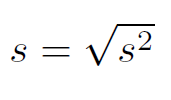 s = √s²